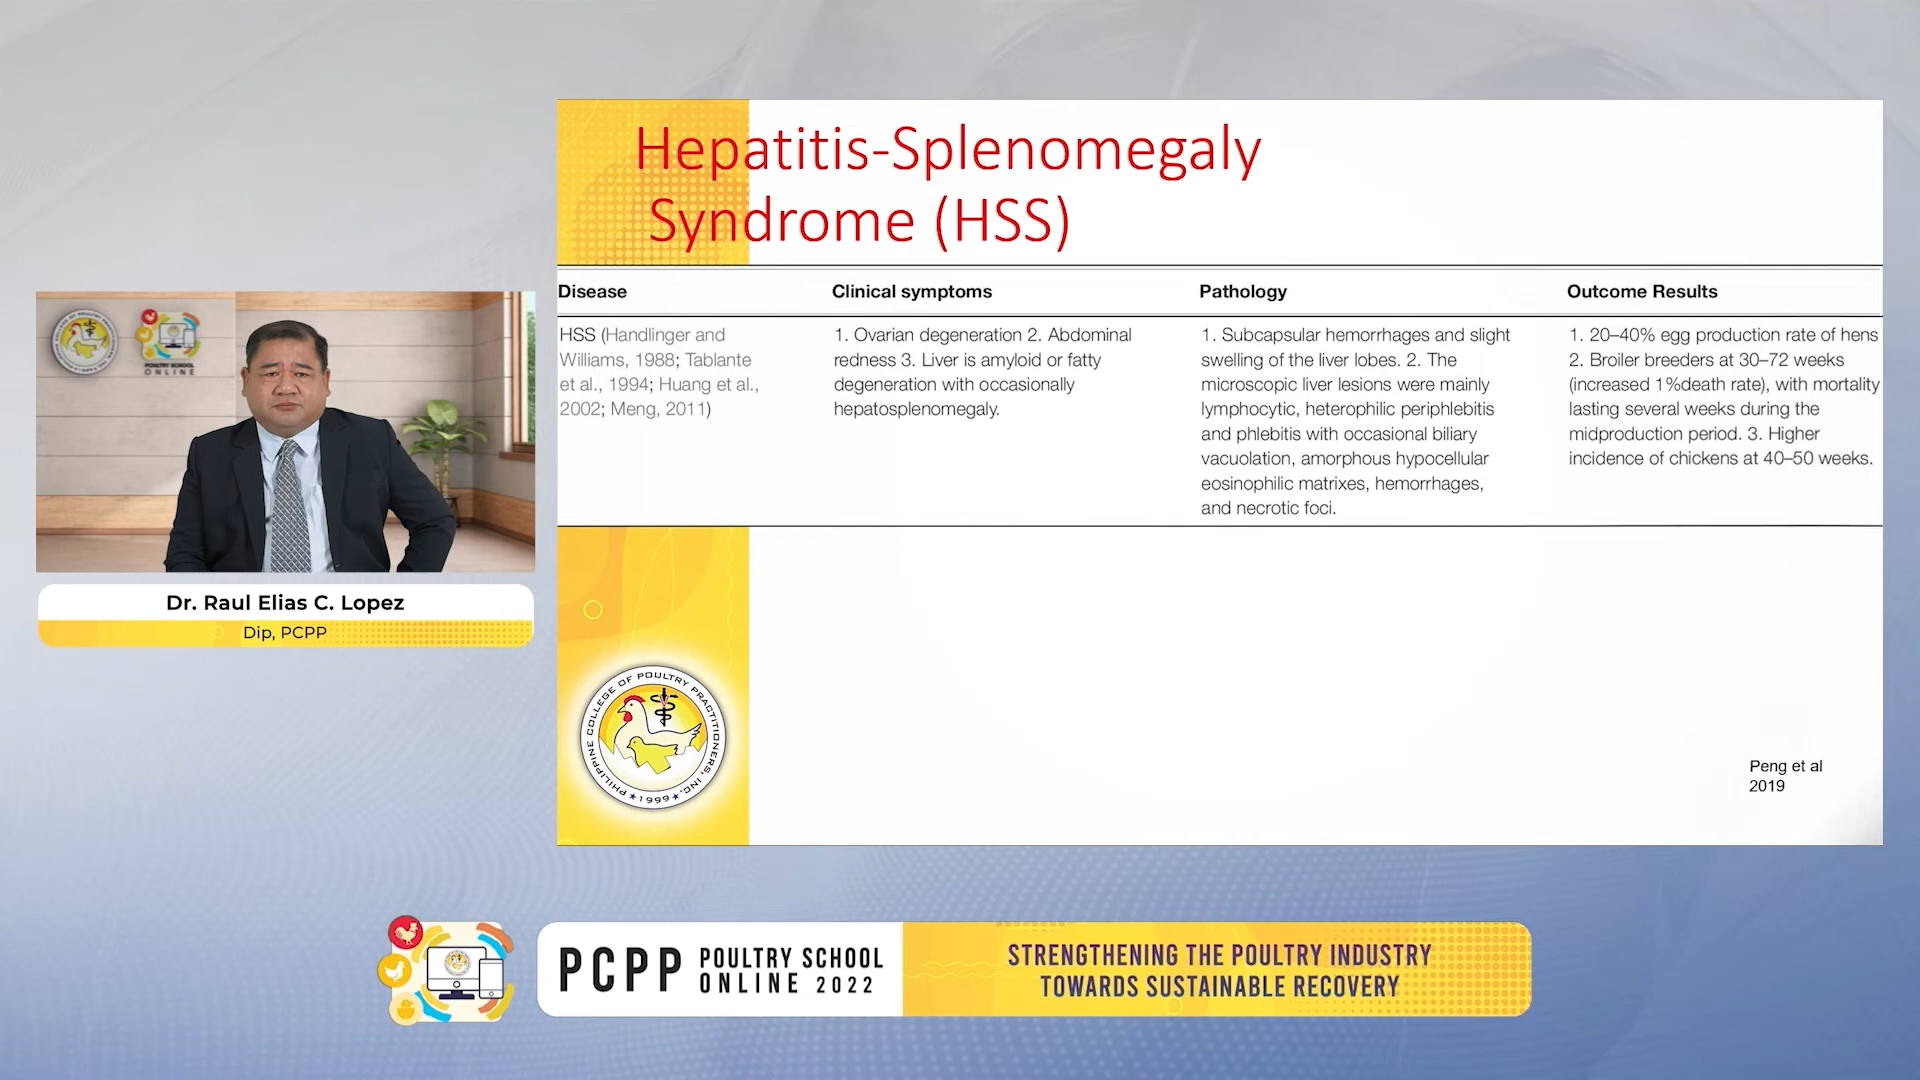 Hepatitis-Splenomegaly
Syndrome (HSS)
Disease
Clinical symptoms
Pathology
Outcome Results
HSS (Handlinger and
Williams, 1988; Tablante
et al., 1994; Huang et al.,
2002; Meng, 2011)
1. Ovarian degeneration 2. Abdominal
redness 3. Liver is amyloid or fatty
degeneration with occasionally
hepatosplenomegaly.
1. Subcapsular hemorrhages and slight
swelling of the liver lobes. 2. The
microscopic liver lesions were mainly
lymphocytic, heterophilic periphlebitis
and phlebitis with occasional biliary
vacuolation, amorphous hypocellular
eosinophilic matrixes, hemorrhages,
and necrotic foci.
1. 20–40% egg production rate of hens
2. Broiler breeders at 30–72 weeks
(increased 1%death rate), with mortality
lasting several weeks during the
midproduction period. 3. Higher
incidence of chickens at 40–50 weeks.
PHILIPPINE COLLEGE OF POULTRY PRACTITIONERS, INC.
★1999★
Peng et al
2019
POULTRY SCHOOL
ONLINE
Dr. Raul Elias C. Lopez
Dip, PCPP
PCPP
POULTRY SCHOOL
ONLINE 2022
STRENGTHENING THE POULTRY INDUSTRY
TOWARDS SUSTAINABLE RECOVERY